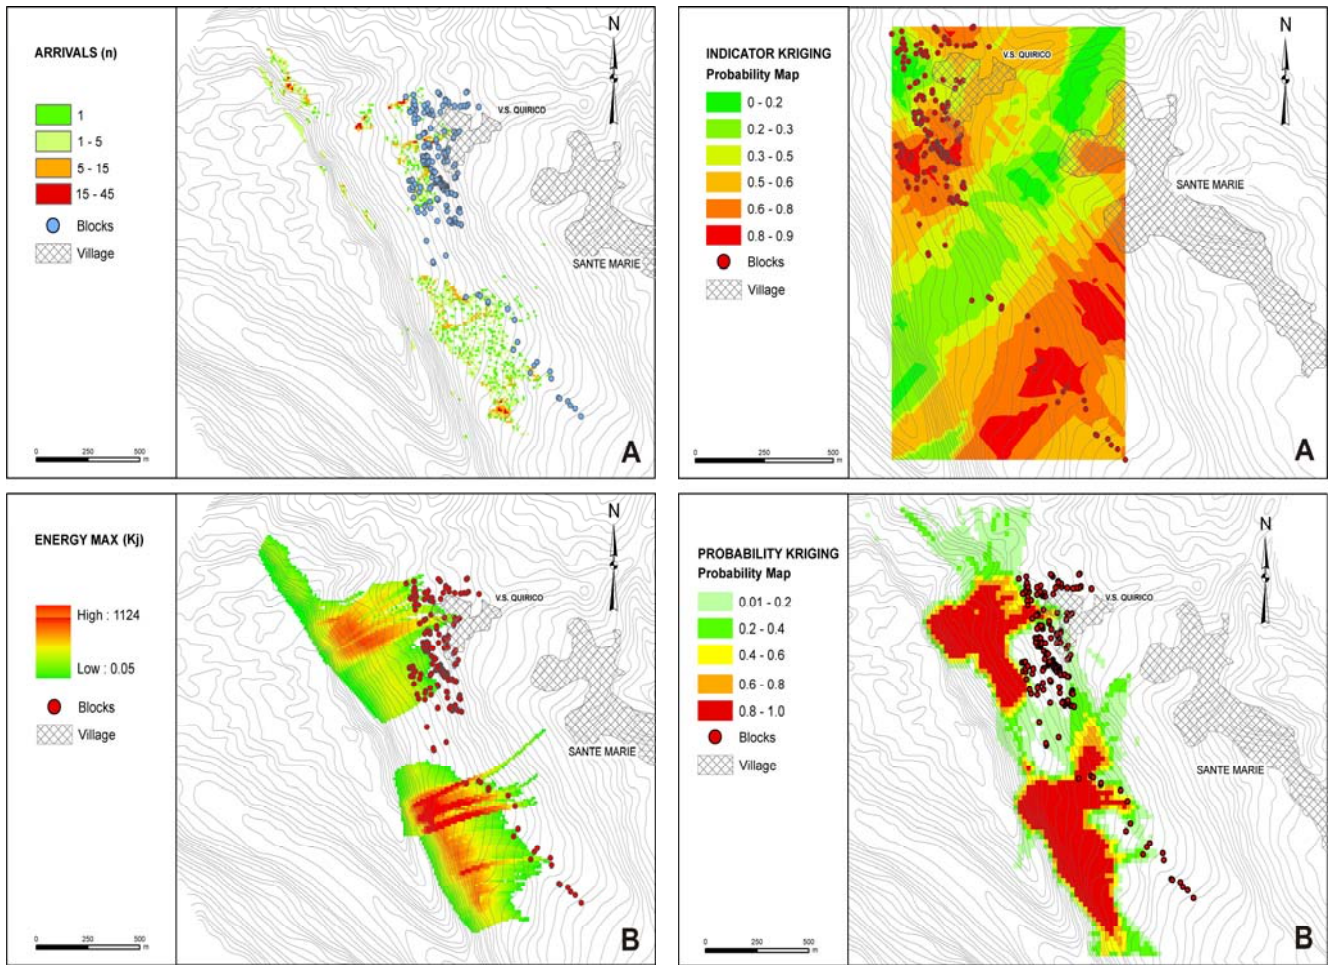 ARRIVALS (n)
1
1 - 5
5 - 15
15 - 45
Blocks
Village
0 250 500
m
N
V.S. QUIRICO
SANTE MARIE
A
INDICATOR KRIGING
Probability Map
0 - 0.2
0.2 - 0.3
0.3 - 0.5
0.5 - 0.6
0.6 - 0.8
0.8 - 0.9
Blocks
Village
0 250 500
m
N
V.S. QUIRICO
SANTE MARIE
A
ENERGY MAX (Kj)
High : 1124
Low : 0.05
Blocks
Village
0 250 500
m
N
V.S. QUIRICO
SANTE MARIE
B
PROBABILITY KRIGING
Probability Map
0.01 - 0.2
0.2 - 0.4
0.4 - 0.6
0.6 - 0.8
0.8 - 1.0
Blocks
Village
0 250 500
m
N
V.S. QUIRICO
SANTE MARIE
B